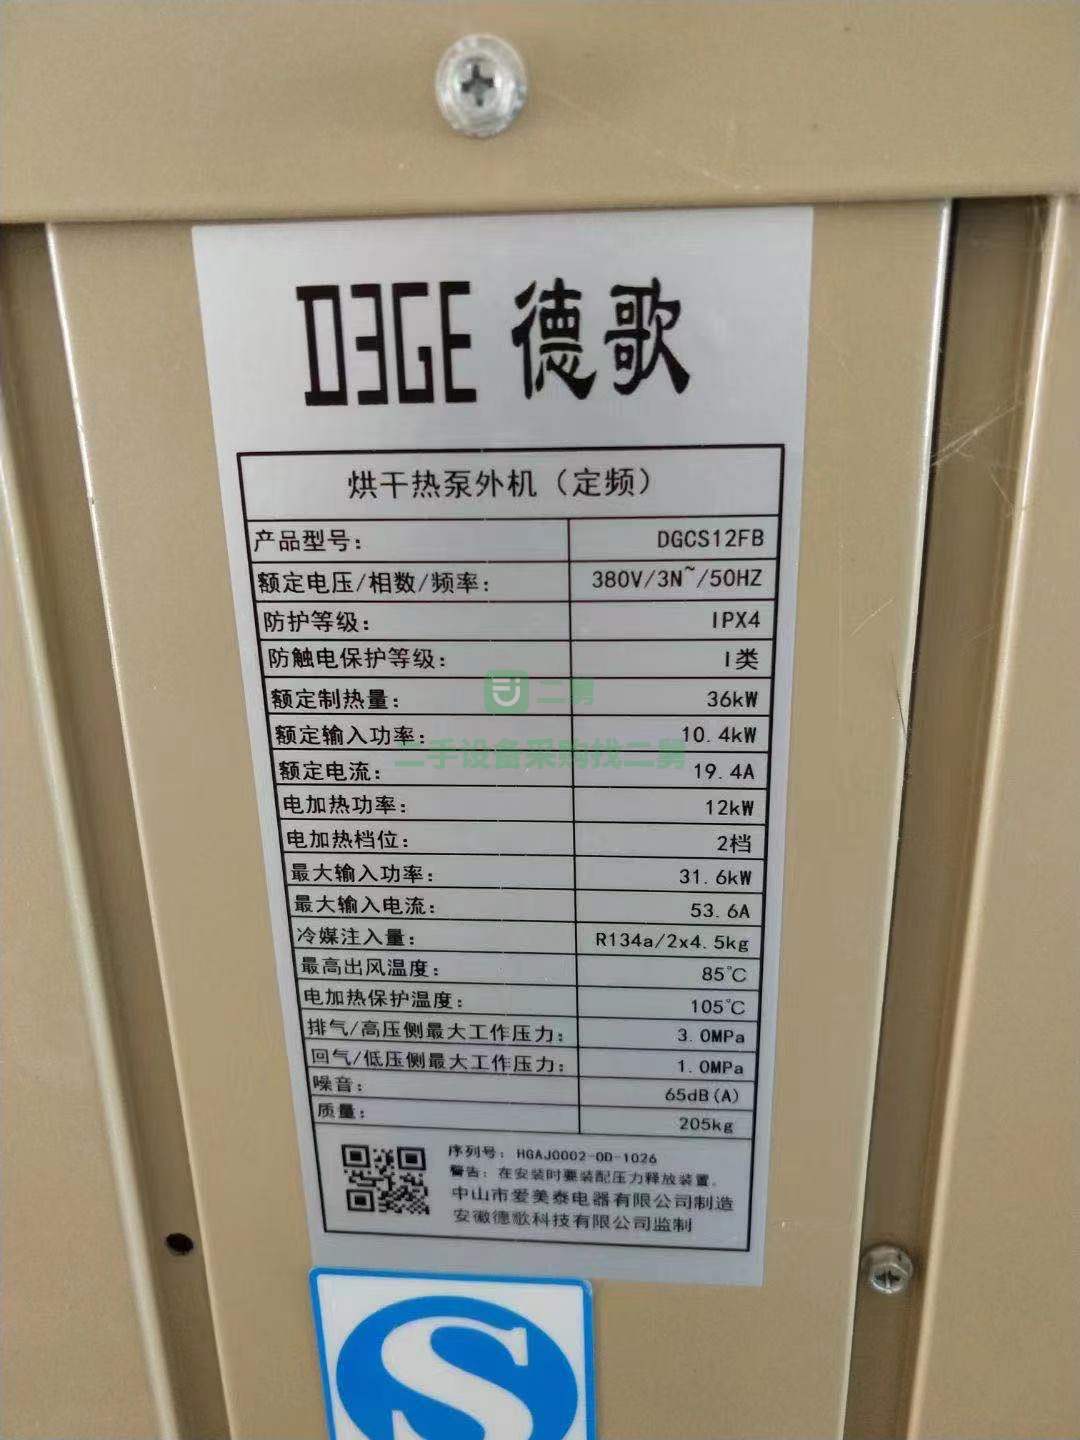 DEGE 德歌
烘干热泵外机（定频）
产品型号： DGCS12FB
额定电压/相数/频率： 380V/3N~/50HZ
防护等级： IPX4
防触电保护等级： I类
额定制热量： 36kW
二舅
额定输入功率： 10.4kW
二手设备采购找二舅
额定电流： 19.4A
电加热功率： 12kW
电加热档位： 2档
最大输入功率： 31.6kW
最大输入电流： 53.6A
冷媒注入量： R134a/2x4.5kg
最高出风温度： 85℃
电加热保护温度： 105℃
排气/高压侧最大工作压力： 3.0MPa
回气/低压侧最大工作压力： 1.0MPa
噪音： 65dB(A)
质量： 205kg
序列号：HGAJ0002-0D-1026
警告：在安装时要装配压力释放装置。
中山市爱美泰电器有限公司制造
安徽德歌科技有限公司监制
S